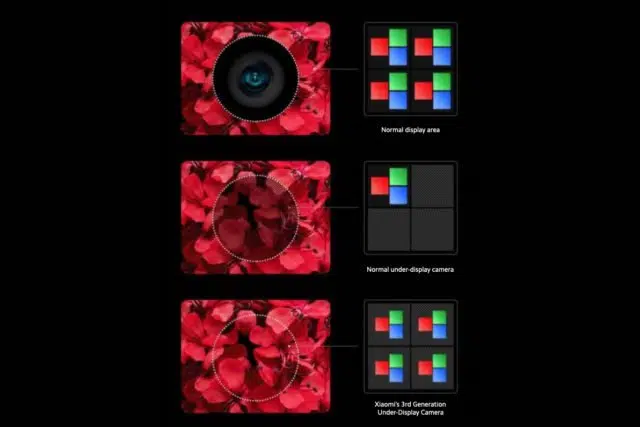 Normal display area
Normal under-display camera
Xiaomi's 3rd Generation
Under-Display Camera